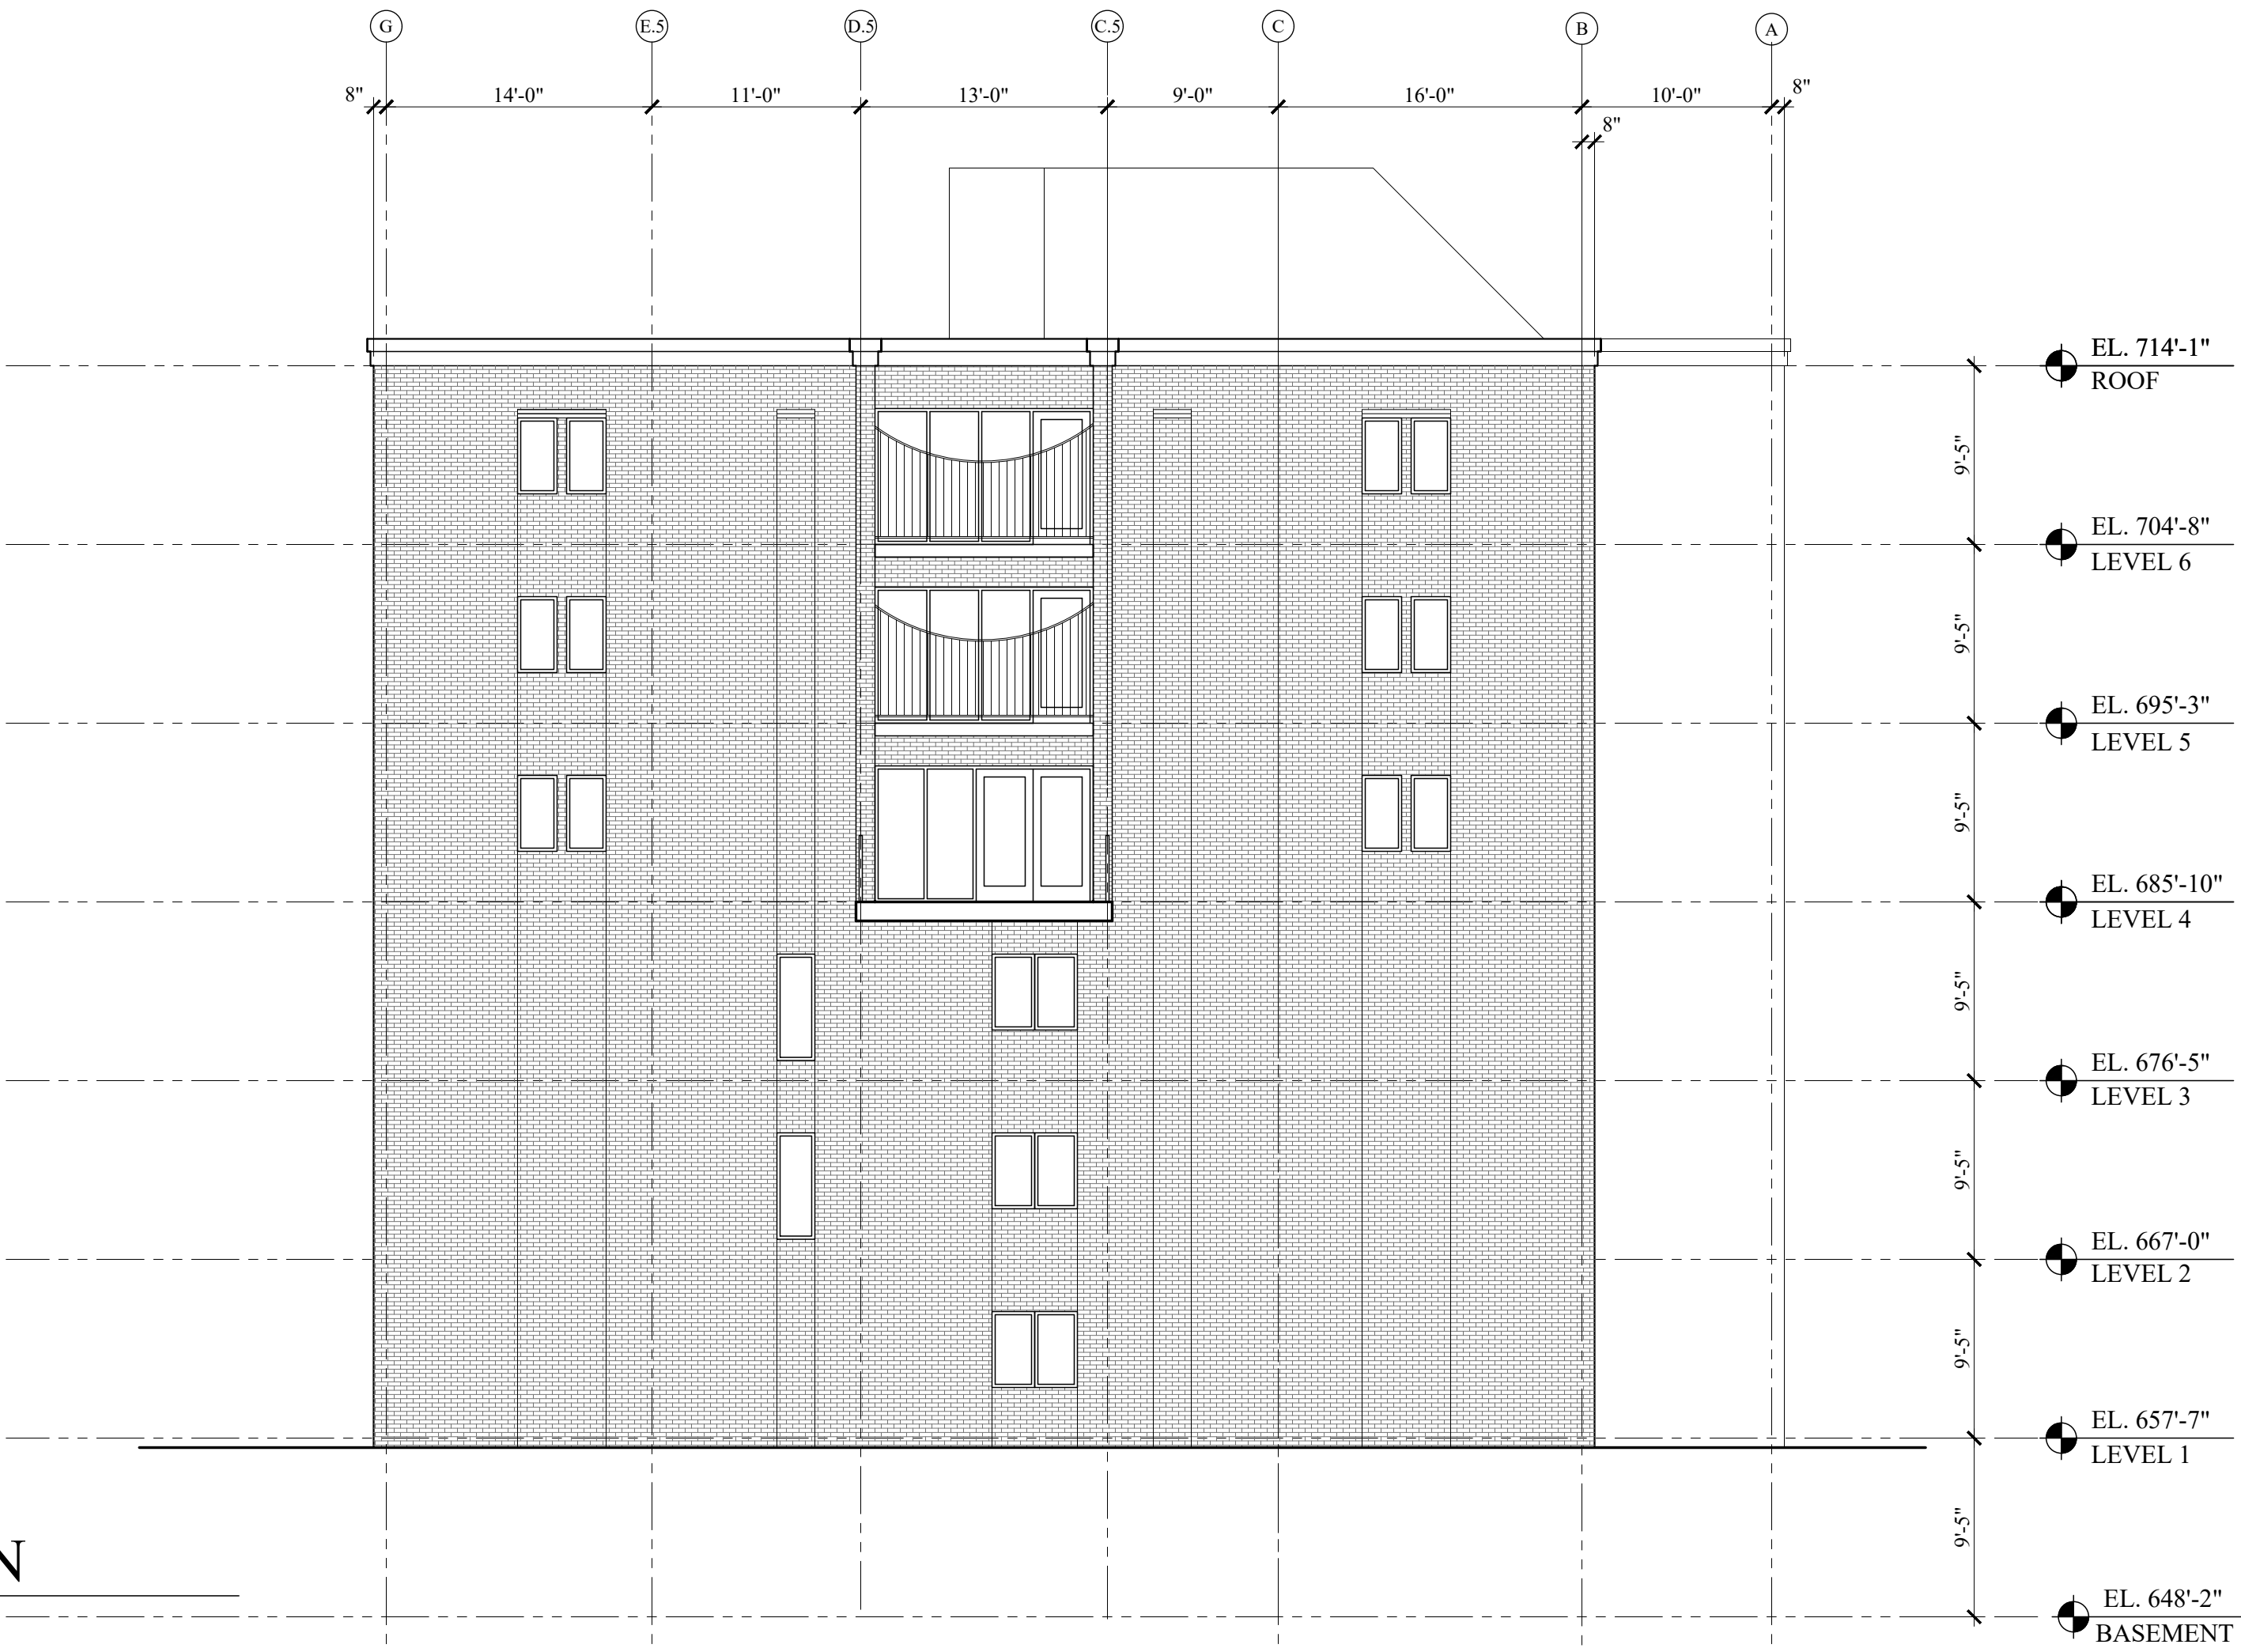 G E.5 D.5 C.5 C B A
8" 14'-0" 11'-0" 13'-0" 9'-0" 16'-0" 10'-0" 8"
8"
EL. 714'-1"
ROOF
9'-5"
EL. 704'-8"
LEVEL 6
9'-5"
EL. 695'-3"
LEVEL 5
9'-5"
EL. 685'-10"
LEVEL 4
9'-5"
EL. 676'-5"
LEVEL 3
9'-5"
EL. 667'-0"
LEVEL 2
9'-5"
EL. 657'-7"
LEVEL 1
9'-5"
N
EL. 648'-2"
BASEMENT